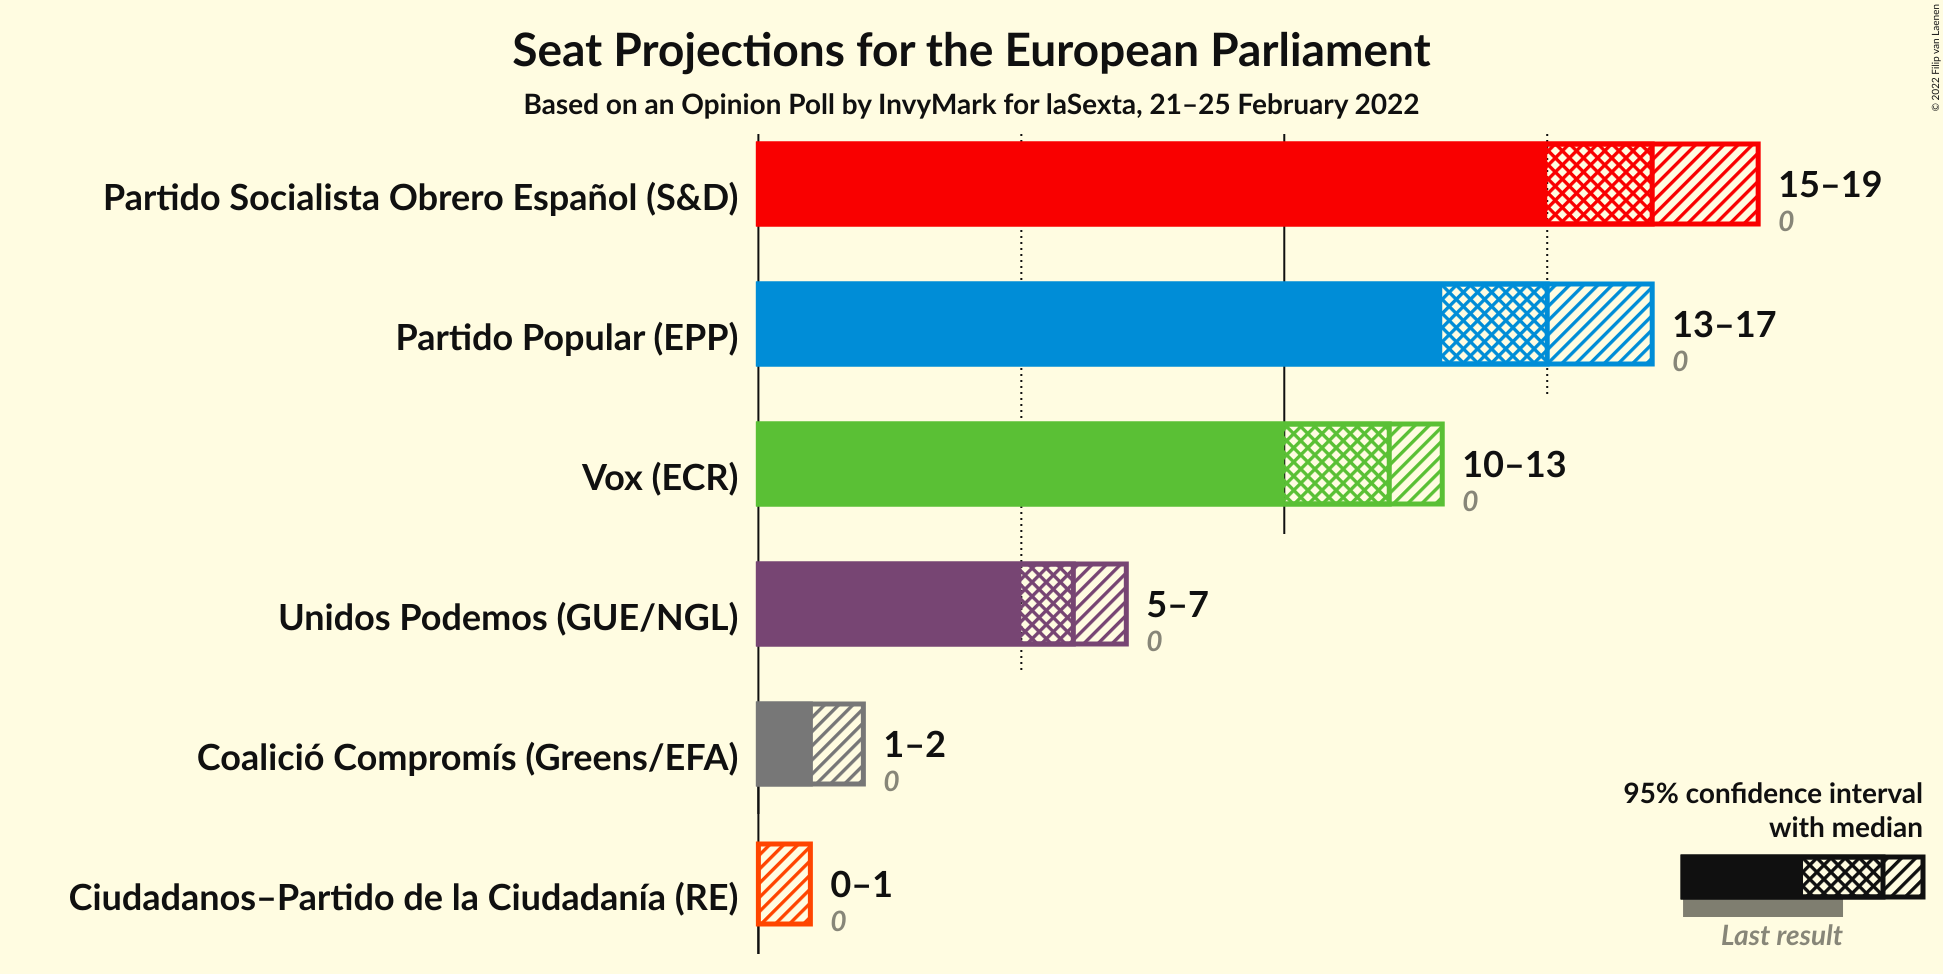 Seat Projections for the European Parliament
Based on an Opinion Poll by InvyMark for laSexta, 21–25 February 2022
© 2022 Filip van Laenen
Partido Socialista Obrero Español (S&D)
15–19
0
Partido Popular (EPP)
13–17
0
Vox (ECR)
10–13
0
Unidos Podemos (GUE/NGL)
5–7
0
Coalició Compromís (Greens/EFA)
1–2
0
Ciudadanos–Partido de la Ciudadanía (RE)
0–1
0
95% confidence interval
with median
Last result